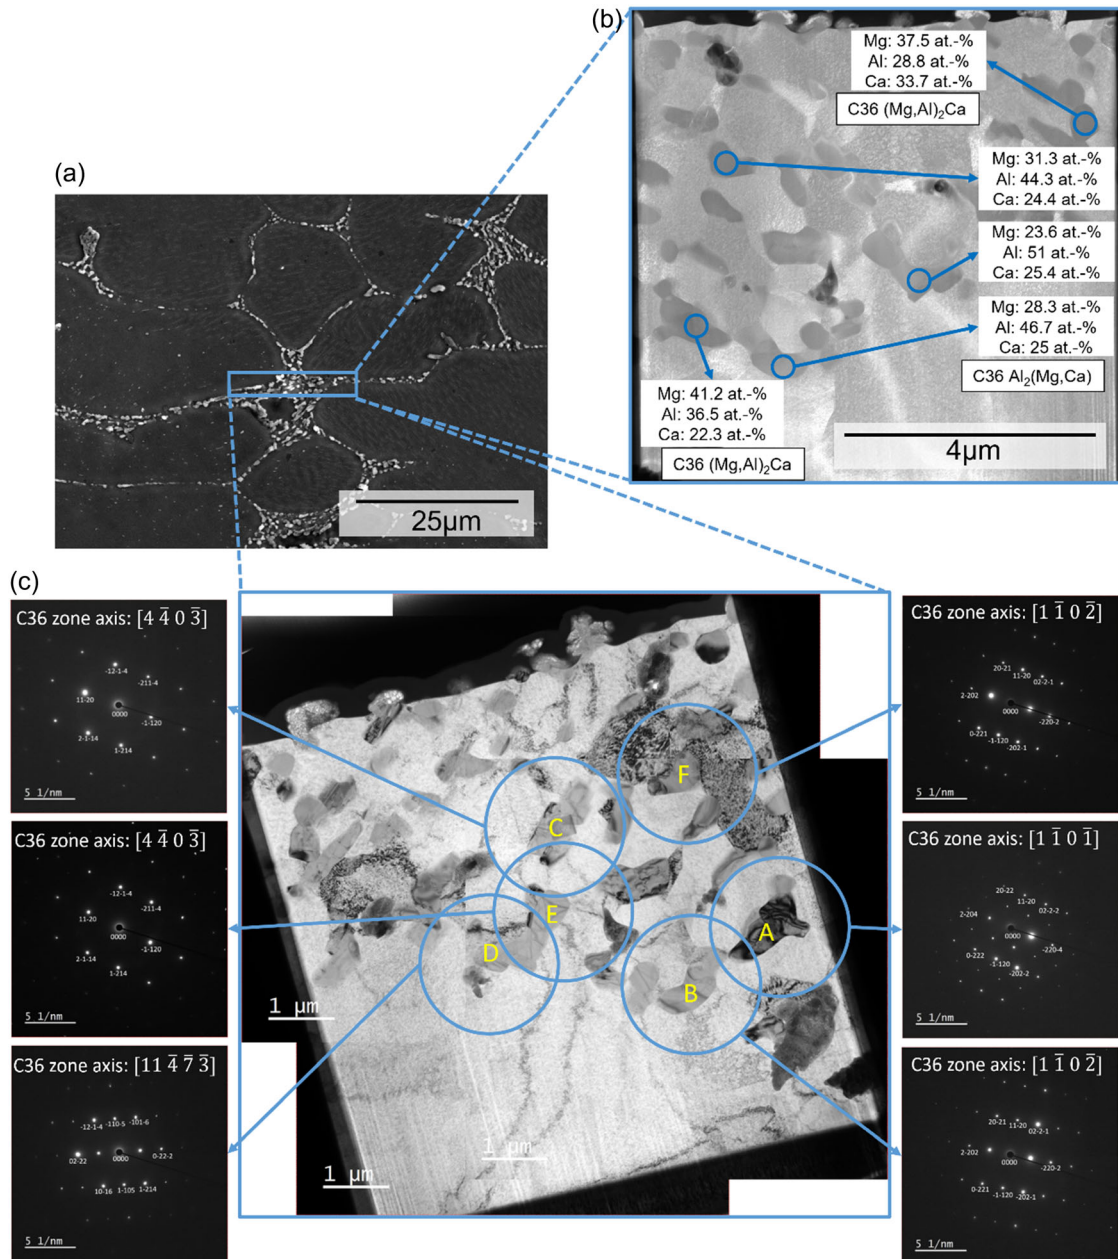 (a)
25μm
(b)
Mg: 37.5 at.-%
Al: 28.8 at.-%
Ca: 33.7 at.-%
C36 (Mg,Al)₂Ca
Mg: 31.3 at.-%
Al: 44.3 at.-%
Ca: 24.4 at.-%
Mg: 23.6 at.-%
Al: 51 at.-%
Ca: 25.4 at.-%
Mg: 28.3 at.-%
Al: 46.7 at.-%
Ca: 25 at.-%
C36 Al₂(Mg,Ca)
Mg: 41.2 at.-%
Al: 36.5 at.-%
Ca: 22.3 at.-%
C36 (Mg,Al)₂Ca
4μm
(c)
C36 zone axis: [4 4̅ 0 3̅]
-12-1-4
-211-4
11-20
0000
-1-120
2-1-14
1-214
5 1/nm
C36 zone axis: [4 4̅ 0 3̅]
-12-1-4
-211-4
11-20
0000
-1-120
2-1-14
1-214
5 1/nm
C36 zone axis: [11 4̅ 7̅ 3̅]
-12-1-4
-110-5
-101-6
02-22
0000
0-22-2
10-16
1-105
1-214
5 1/nm
F
C
E
A
D
B
1 μm
1 μm
1 μm
C36 zone axis: [1 1̅ 0 2̅]
20-21
11-20
02-2-1
2-202
0000
-220-2
0-221
-1-120
-202-1
5 1/nm
C36 zone axis: [1 1̅ 0 1̅]
20-22
11-20
02-2-2
2-204
0000
-220-4
0-222
-1-120
-202-2
5 1/nm
C36 zone axis: [1 1̅ 0 2̅]
20-21
11-20
02-2-1
2-202
0000
-220-2
0-221
-1-120
-202-1
5 1/nm